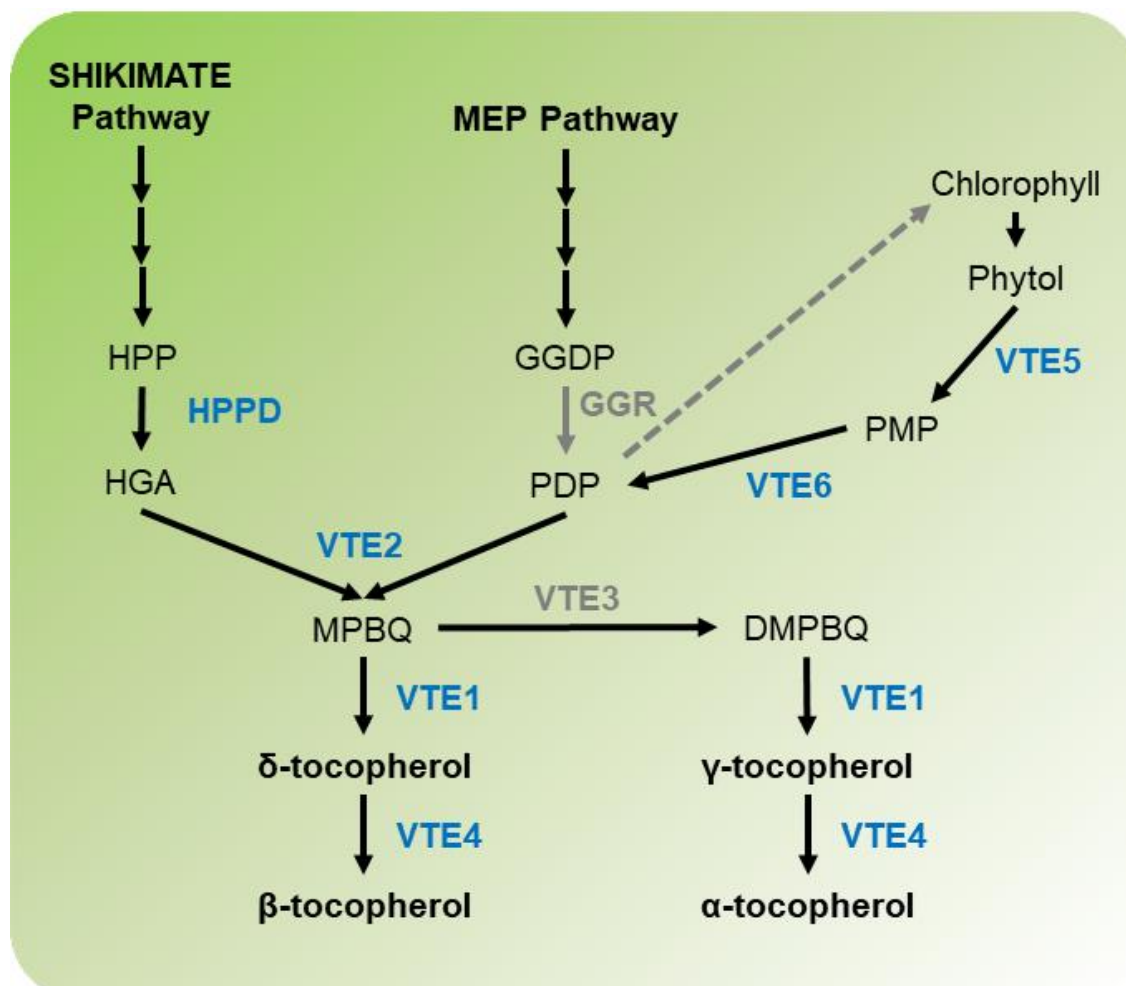 SHIKIMATE
Pathway
MEP Pathway
Chlorophyll
Phytol
HPP
GGDP
VTE5
HPPD
GGR
PMP
HGA
PDP
VTE6
VTE2
VTE3
MPBQ
DMPBQ
VTE1
VTE1
δ-tocopherol
γ-tocopherol
VTE4
VTE4
β-tocopherol
α-tocopherol